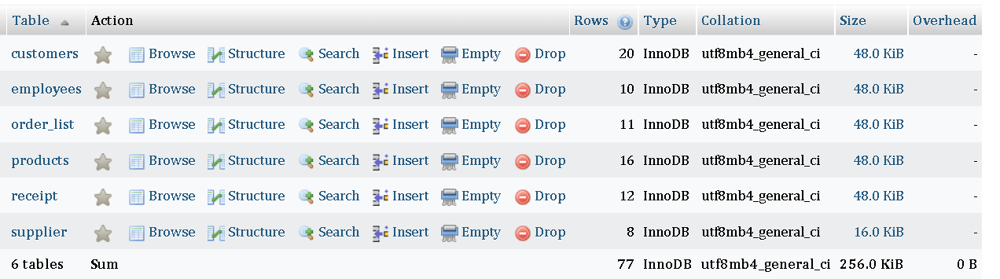 Table Action Rows Type Collation Size Overhead
customers Browse Structure Search Insert Empty Drop 20 InnoDB utf8mb4_general_ci 48.0 KiB -
employees Browse Structure Search Insert Empty Drop 10 InnoDB utf8mb4_general_ci 48.0 KiB -
order_list Browse Structure Search Insert Empty Drop 11 InnoDB utf8mb4_general_ci 48.0 KiB -
products Browse Structure Search Insert Empty Drop 16 InnoDB utf8mb4_general_ci 48.0 KiB -
receipt Browse Structure Search Insert Empty Drop 12 InnoDB utf8mb4_general_ci 48.0 KiB -
supplier Browse Structure Search Insert Empty Drop 8 InnoDB utf8mb4_general_ci 16.0 KiB -
6 tables Sum 77 InnoDB utf8mb4_general_ci 256.0 KiB 0 B